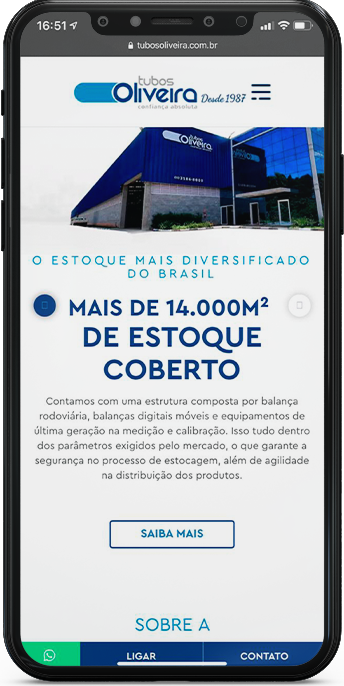 16:51
tubosoliveira.com.br
tubos
Oliveira Desde 1987
confiança absoluta
O ESTOQUE MAIS DIVERSIFICADO
DO BRASIL
MAIS DE 14.000M²
DE ESTOQUE
COBERTO
Contamos com uma estrutura composta por balança
rodoviária, balanças digitais móveis e equipamentos de
última geração na medição e calibração. Isso tudo dentro
dos parâmetros exigidos pelo mercado, o que garante a
segurança no processo de estocagem, além de agilidade
na distribuição dos produtos.
SAIBA MAIS
SOBRE A
LIGAR
CONTATO